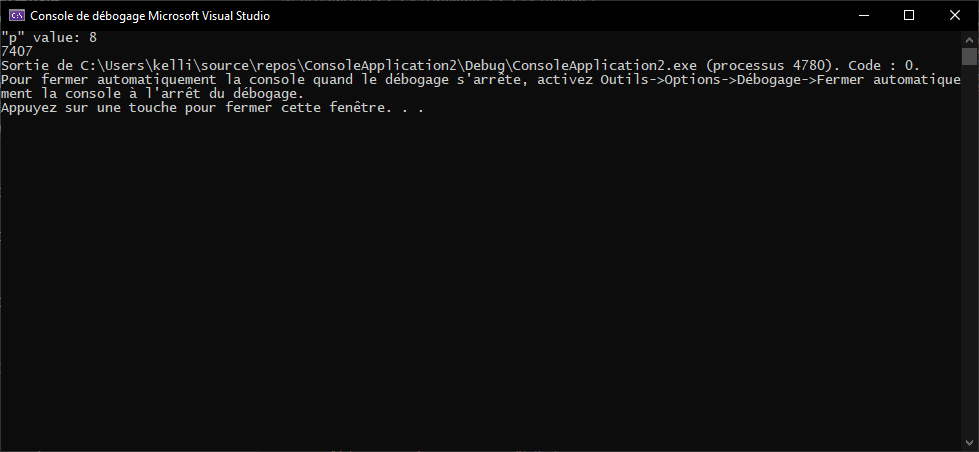 Console de débogage Microsoft Visual Studio
"p" value: 8
7407
Sortie de C:\Users\kelli\source\repos\ConsoleApplication2\Debug\ConsoleApplication2.exe (processus 4780). Code : 0.
Pour fermer automatiquement la console quand le débogage s'arrête, activez Outils->Options->Débogage->Fermer automatique
ment la console à l'arrêt du débogage.
Appuyez sur une touche pour fermer cette fenêtre. . .